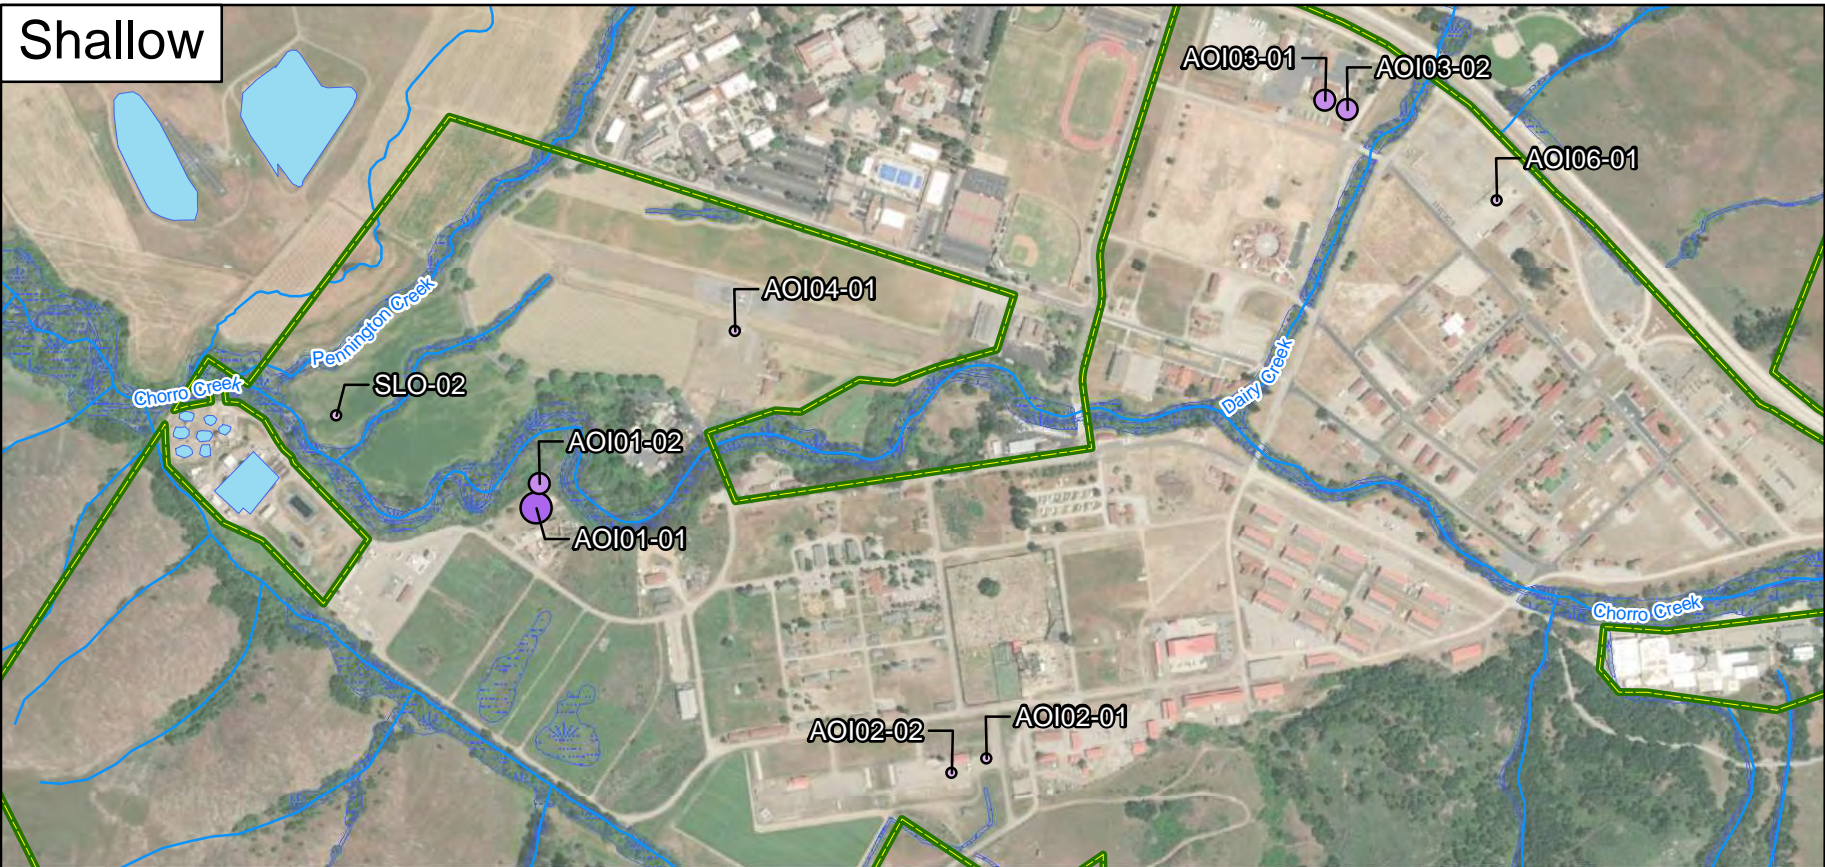 Shallow
AOI03-01
AOI03-02
AOI06-01
AOI04-01
Pennington Creek
SLO-02
Chorro Creek
Dairy Creek
AOI01-02
AOI01-01
Chorro Creek
AOI02-01
AOI02-02